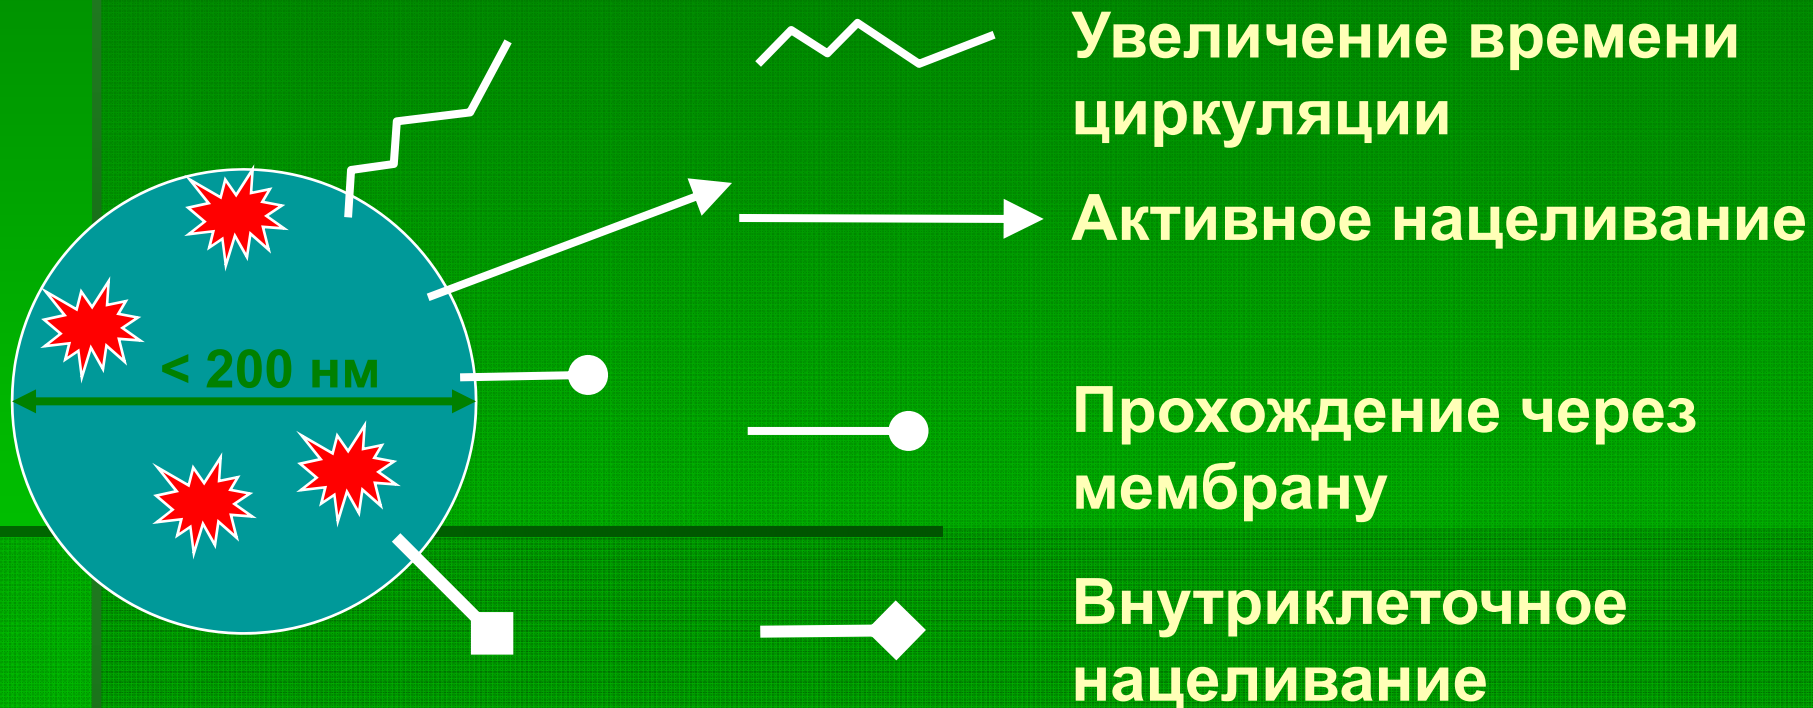 Увеличение времени
циркуляции
Активное нацеливание
< 200 нм
Прохождение через
мембрану
Внутриклеточное
нацеливание